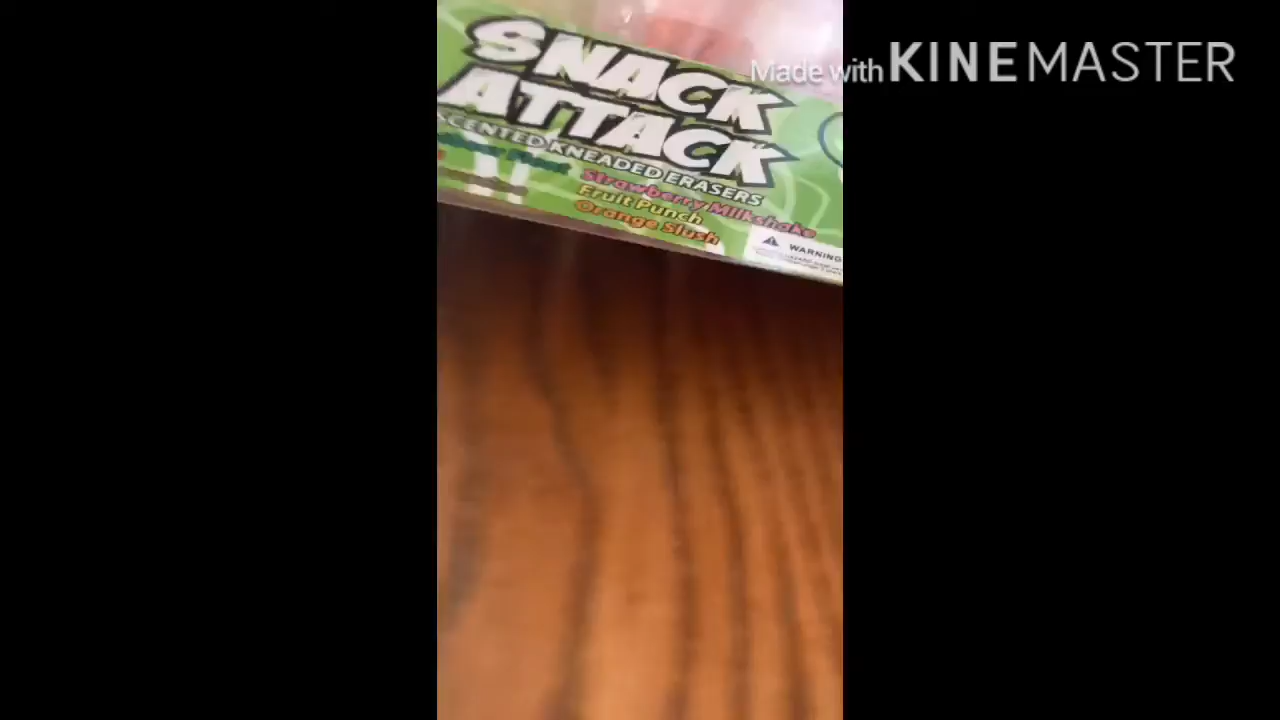 SNACK
ATTACK
SCENTED KNEADED ERASERS
Strawberry Milkshake
Fruit Punch
Orange Slush
WARNING
Made with KINEMASTER